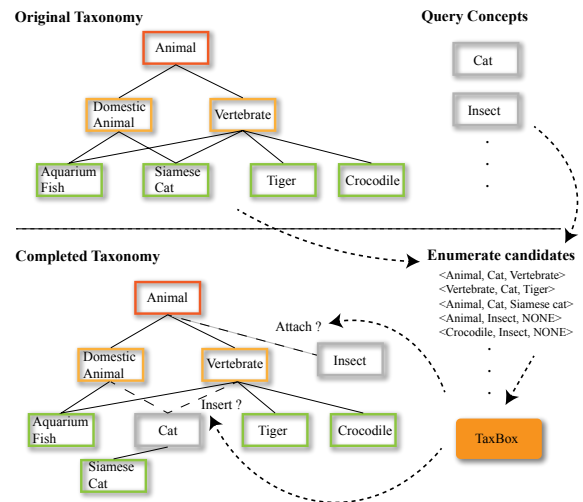 Original Taxonomy
Query Concepts
Animal
Cat
Domestic
Animal
Vertebrate
Insect
Aquarium
Fish
Siamese
Cat
Tiger
Crocodile
Completed Taxonomy
Enumerate candidates
<Animal, Cat, Vertebrate>
<Vertebrate, Cat, Tiger>
<Animal, Cat, Siamese cat>
<Animal, Insect, NONE>
<Crocodile, Insect, NONE>
Animal
Attach ?
Domestic
Animal
Vertebrate
Insect
Insert ?
Aquarium
Fish
Cat
Tiger
Crocodile
Siamese
Cat
TaxBox